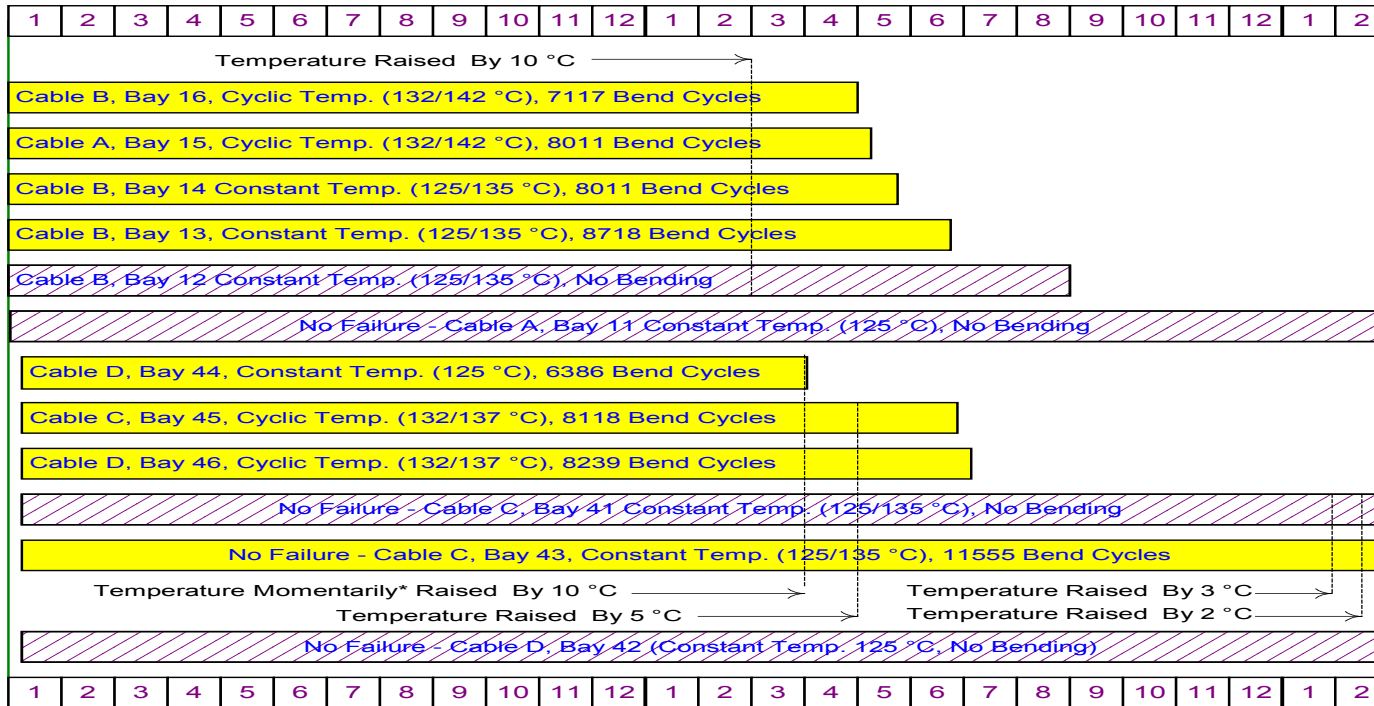 1 2 3 4 5 6 7 8 9 10 11 12 1 2 3 4 5 6 7 8 9 10 11 12 1 2
Temperature Raised By 10 °C
Cable B, Bay 16, Cyclic Temp. (132/142 °C), 7117 Bend Cycles
Cable A, Bay 15, Cyclic Temp. (132/142 °C), 8011 Bend Cycles
Cable B, Bay 14 Constant Temp. (125/135 °C), 8011 Bend Cycles
Cable B, Bay 13, Constant Temp. (125/135 °C), 8718 Bend Cycles
Cable B, Bay 12 Constant Temp. (125/135 °C), No Bending
No Failure - Cable A, Bay 11 Constant Temp. (125 °C), No Bending
Cable D, Bay 44, Constant Temp. (125 °C), 6386 Bend Cycles
Cable C, Bay 45, Cyclic Temp. (132/137 °C), 8118 Bend Cycles
Cable D, Bay 46, Cyclic Temp. (132/137 °C), 8239 Bend Cycles
No Failure - Cable C, Bay 41 Constant Temp. (125/135 °C), No Bending
No Failure - Cable C, Bay 43, Constant Temp. (125/135 °C), 11555 Bend Cycles
Temperature Momentarily* Raised By 10 °C
Temperature Raised By 3 °C
Temperature Raised By 5 °C
Temperature Raised By 2 °C
No Failure - Cable D, Bay 42 (Constant Temp. 125 °C, No Bending)
1 2 3 4 5 6 7 8 9 10 11 12 1 2 3 4 5 6 7 8 9 10 11 12 1 2